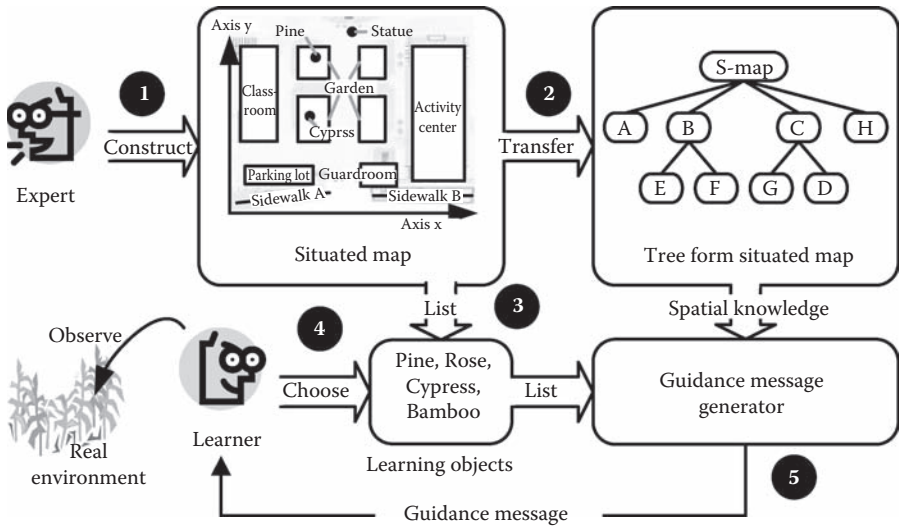 Axis y
Pine
Statue
Class-
room
Garden
Cyprss
Activity
center
Parking lot
Guardroom
Sidewalk A
Sidewalk B
Axis x
Situated map
1
Construct
Expert
2
Transfer
S-map
A
B
C
H
E
F
G
D
Tree form situated map
List
3
Spatial knowledge
Observe
4
Choose
Learner
Real
environment
Pine, Rose,
Cypress,
Bamboo
Learning objects
List
Guidance message
generator
5
Guidance message